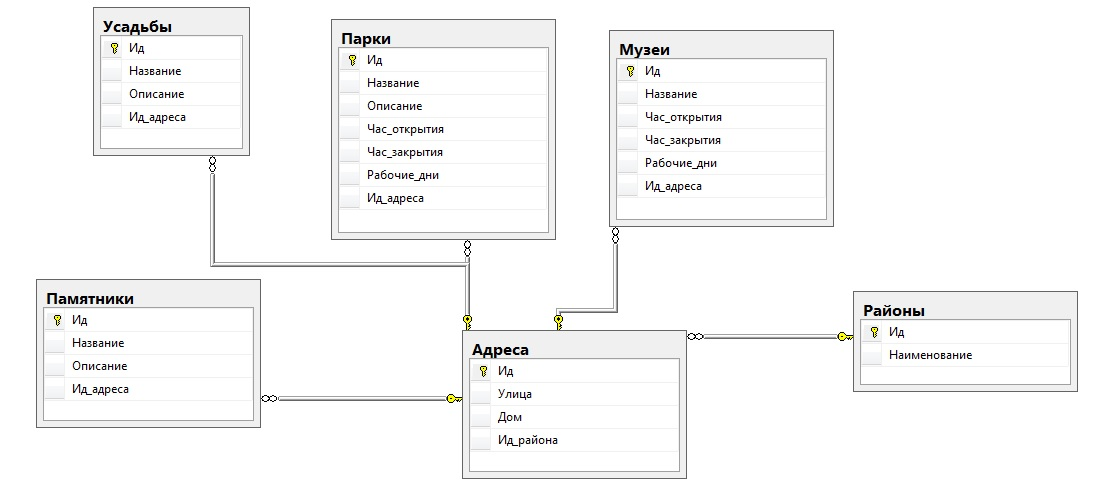 Усадьбы
Ид
Название
Описание
Ид_адреса
Парки
Ид
Название
Описание
Час_открытия
Час_закрытия
Рабочие_дни
Ид_адреса
Музеи
Ид
Название
Час_открытия
Час_закрытия
Рабочие_дни
Ид_адреса
Памятники
Ид
Название
Описание
Ид_адреса
Адреса
Ид
Улица
Дом
Ид_района
Районы
Ид
Наименование